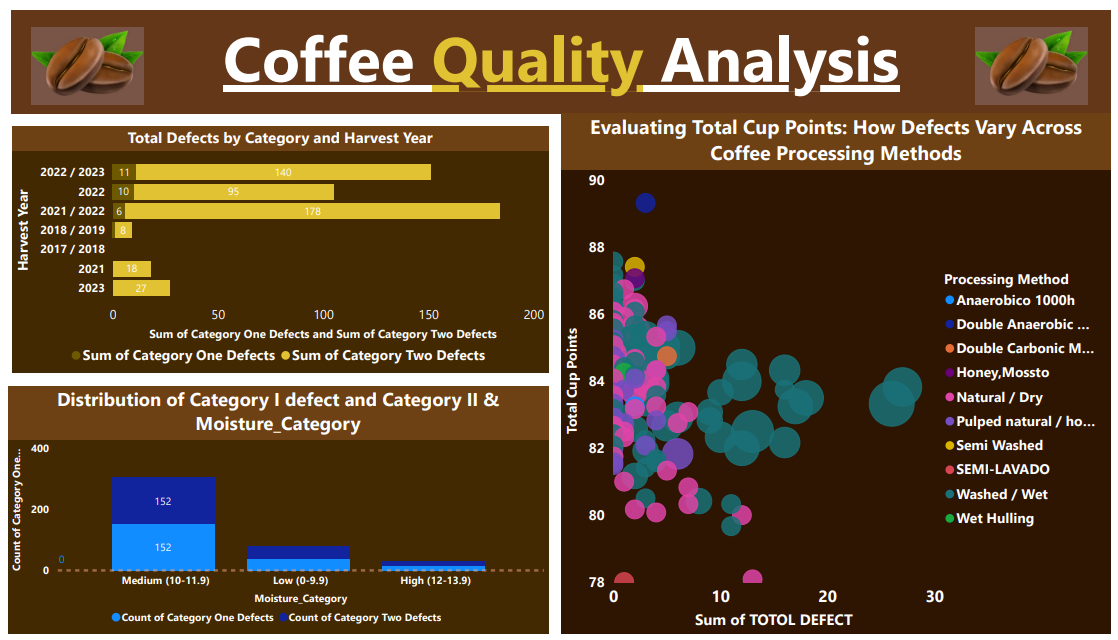 Coffee Quality Analysis
Total Defects by Category and Harvest Year
Harvest Year
2022 / 2023
11
140
2022
10
95
2021 / 2022
6
178
2018 / 2019
8
2017 / 2018
2021
18
2023
27
0
50
100
150
200
Sum of Category One Defects and Sum of Category Two Defects
Sum of Category One Defects
Sum of Category Two Defects
Distribution of Category I defect and Category II &
Moisture_Category
Count of Category One...
400
200
0
0
152
152
Medium (10-11.9)
Low (0-9.9)
High (12-13.9)
Moisture_Category
Count of Category One Defects
Count of Category Two Defects
Evaluating Total Cup Points: How Defects Vary Across
Coffee Processing Methods
Total Cup Points
90
88
86
84
82
80
78
0
10
20
30
Sum of TOTOL DEFECT
Processing Method
Anaerobico 1000h
Double Anaerobic ...
Double Carbonic M...
Honey,Mossto
Natural / Dry
Pulped natural / ho...
Semi Washed
SEMI-LAVADO
Washed / Wet
Wet Hulling